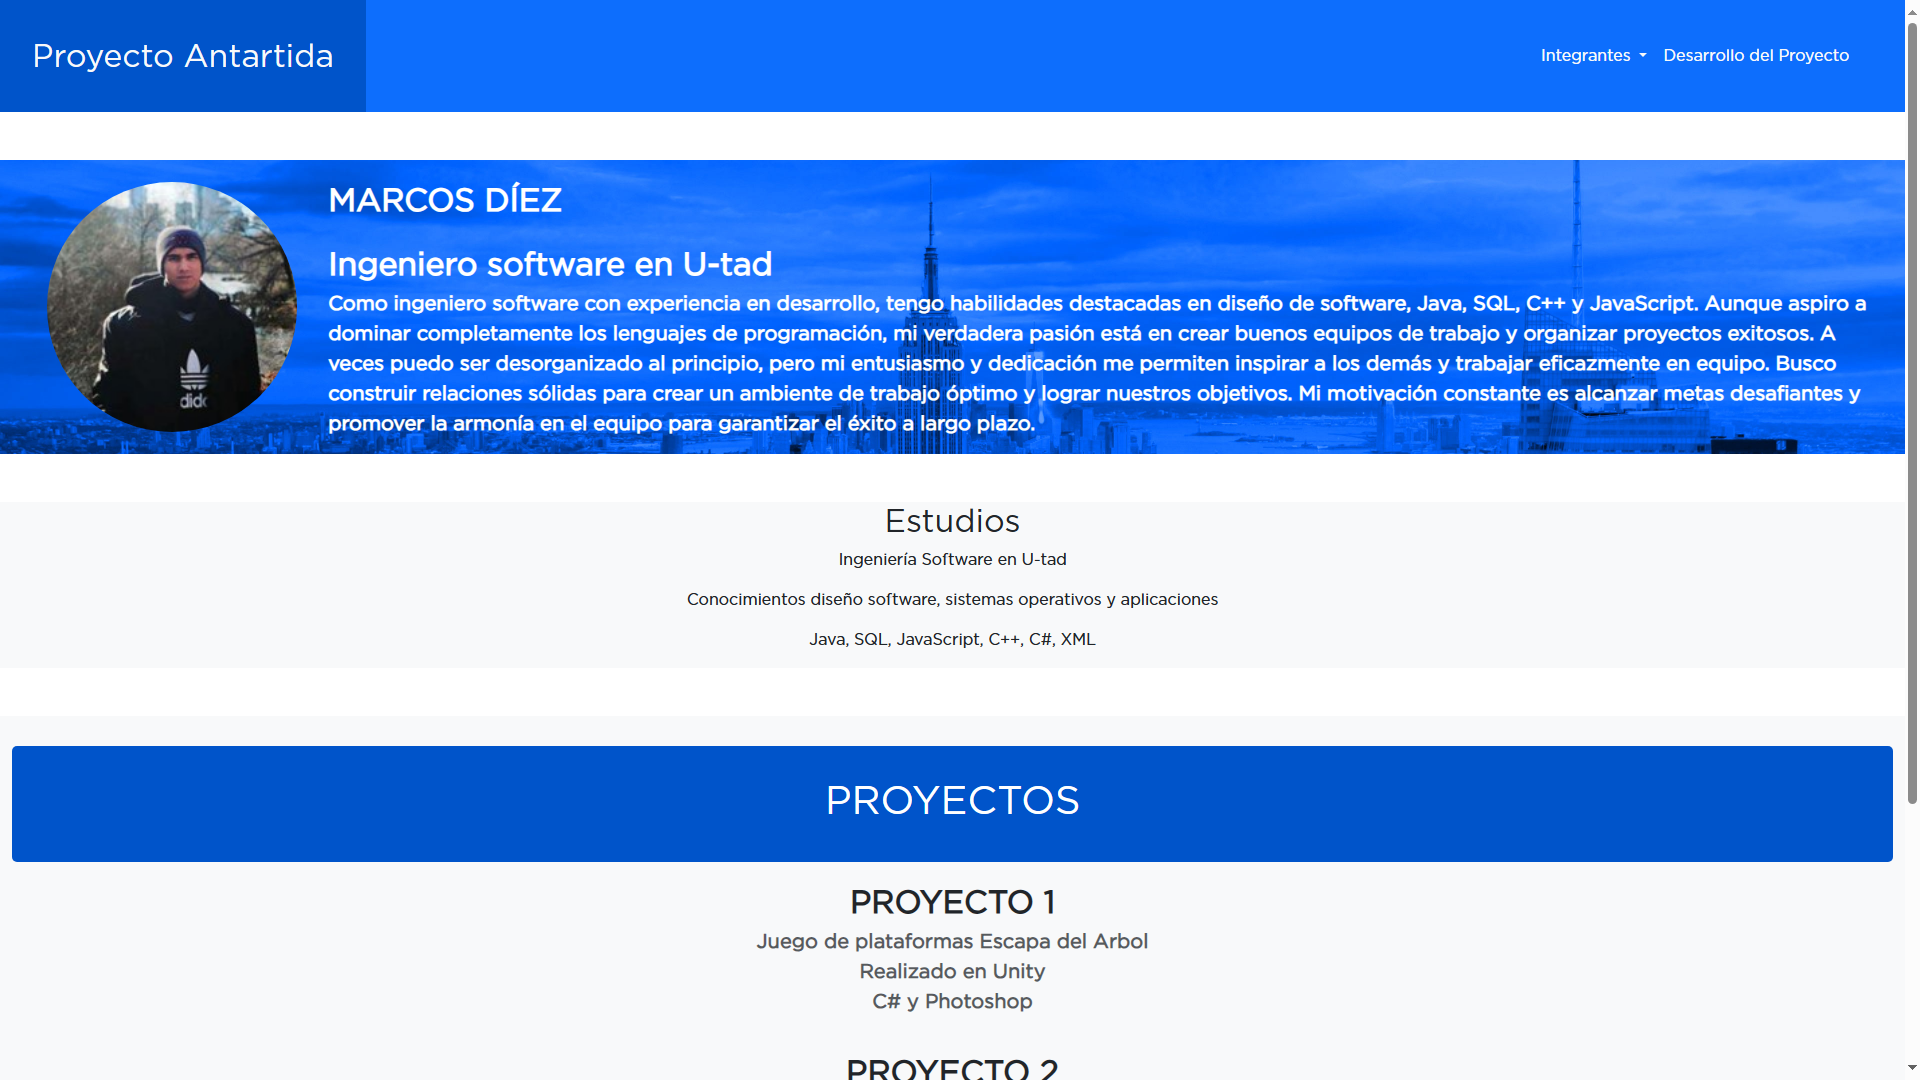 Proyecto Antartida
Integrantes
Desarrollo del Proyecto
MARCOS DÍEZ
Ingeniero software en U-tad
Como ingeniero software con experiencia en desarrollo, tengo habilidades destacadas en diseño de software, Java, SQL, C++ y JavaScript. Aunque aspiro a
dominar completamente los lenguajes de programación, mi verdadera pasión está en crear buenos equipos de trabajo y organizar proyectos exitosos. A
veces puedo ser desorganizado al principio, pero mi entusiasmo y dedicación me permiten inspirar a los demás y trabajar eficazmente en equipo. Busco
construir relaciones sólidas para crear un ambiente de trabajo óptimo y lograr nuestros objetivos. Mi motivación constante es alcanzar metas desafiantes y
promover la armonía en el equipo para garantizar el éxito a largo plazo.
Estudios
Ingeniería Software en U-tad
Conocimientos diseño software, sistemas operativos y aplicaciones
Java, SQL, JavaScript, C++, C#, XML
PROYECTOS
PROYECTO 1
Juego de plataformas Escapa del Arbol
Realizado en Unity
C# y Photoshop
PROYECTO 2